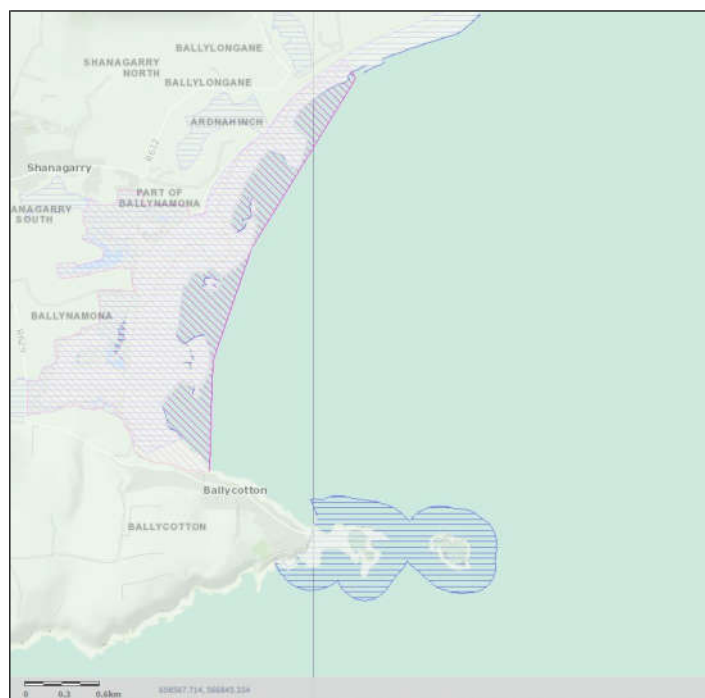 BALLYLONGANE
SHANAGARRY
NORTH
BALLYLONGANE
ARDNAHINCH
R632
Shanagarry
PART OF
BALLYNAMONA
ANAGARRY
SOUTH
BALLYNAMONA
Ballycotton
BALLYCOTTON
0 0.3 0.6km